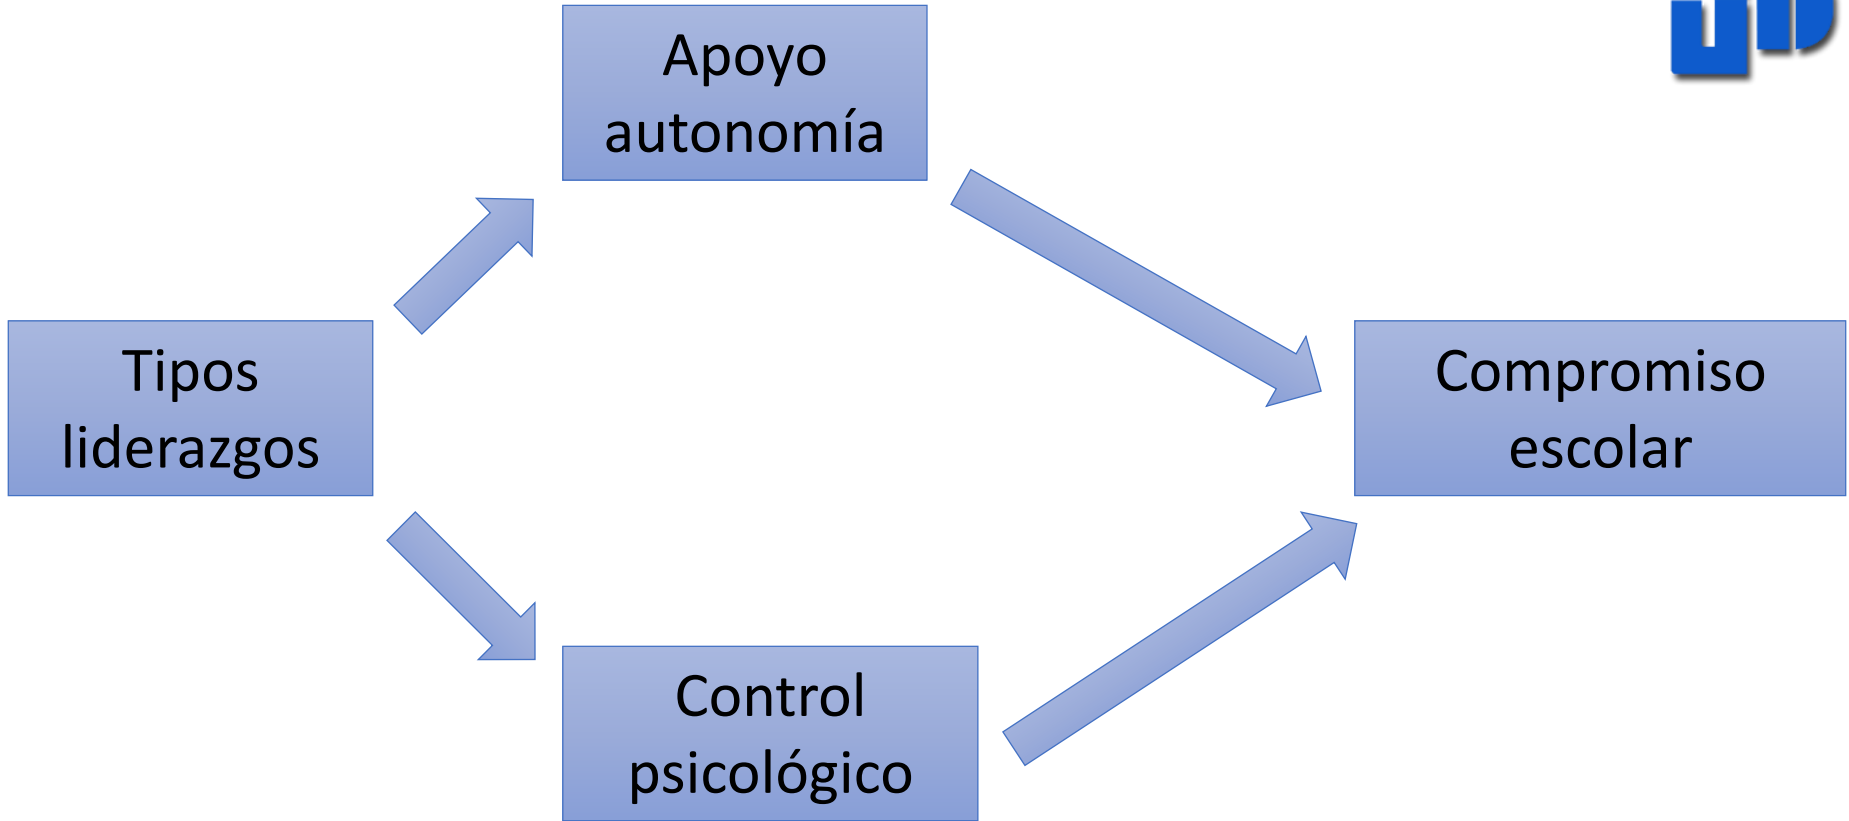 Apoyo
autonomía
Tipos
liderazgos
Compromiso
escolar
Control
psicológico